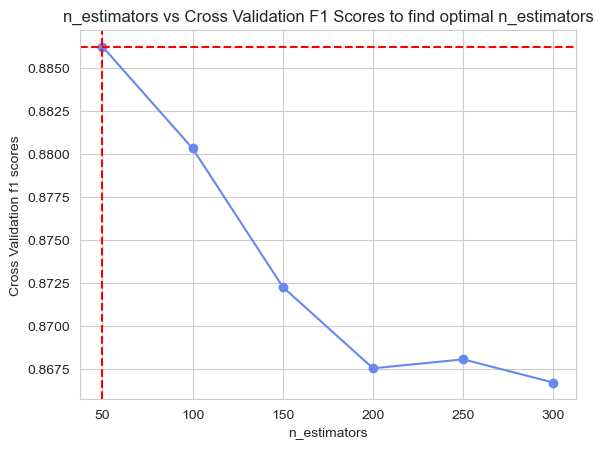 n_estimators vs Cross Validation F1 Scores to find optimal n_estimators
Cross Validation f1 scores
0.8850
0.8825
0.8800
0.8775
0.8750
0.8725
0.8700
0.8675
50 100 150 200 250 300
n_estimators